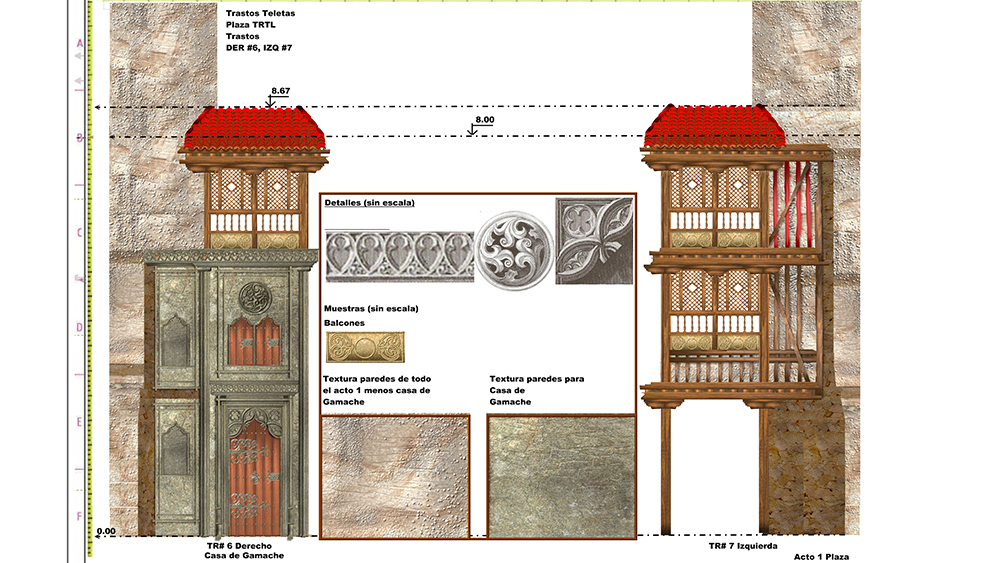 Trastos Teletas
Plaza TRTL
Trastos
DER #6, IZQ #7
A
B
C
D
E
F
8.67
8.00
0.00
Detalles (sin escala)
Muestras (sin escala)
Balcones
Textura paredes de todo
el acto 1 menos casa de
Gamache
Textura paredes para
Casa de
Gamache
TR# 6 Derecho
Casa de Gamache
TR# 7 Izquierda
Acto 1 Plaza